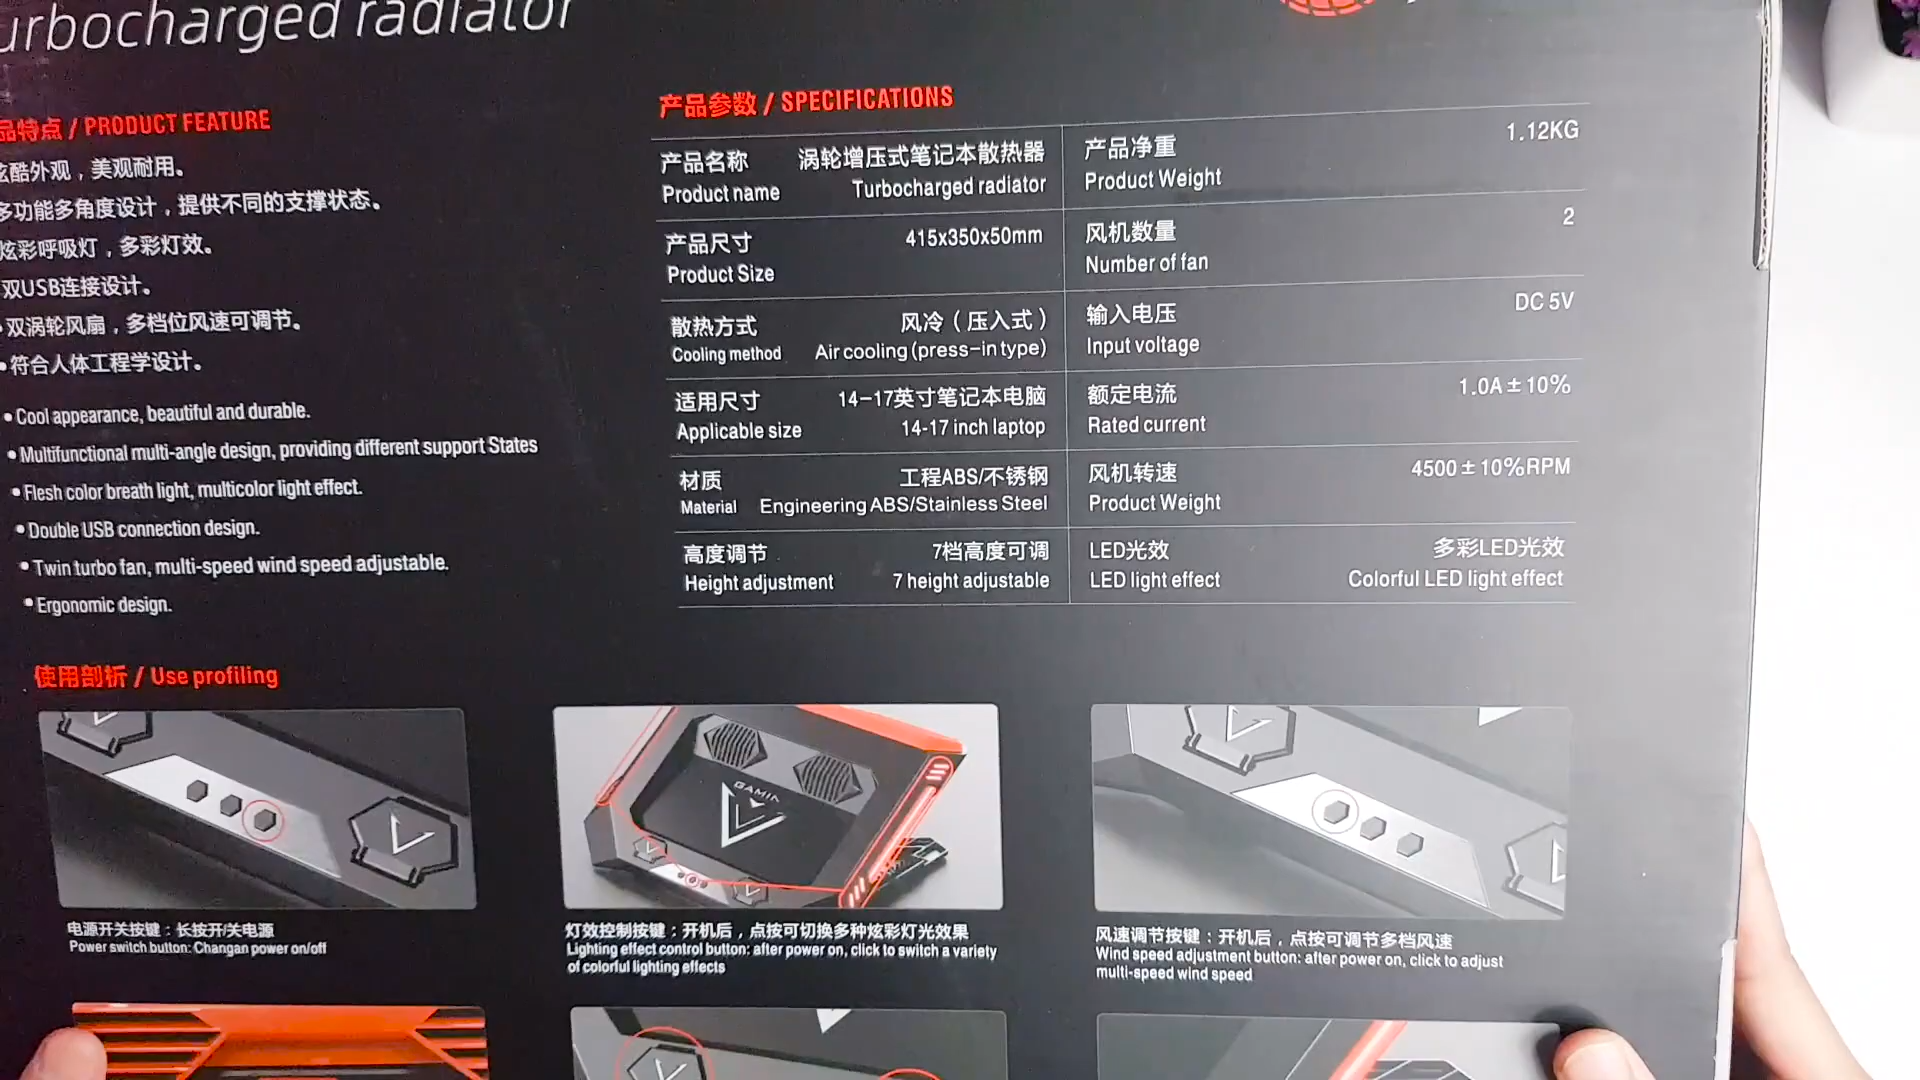 urbocharged radiator
品特点 / PRODUCT FEATURE
炫酷外观，美观耐用。
多功能多角度设计，提供不同的支撑状态。
炫彩呼吸灯，多彩灯效。
双USB连接设计。
• 双涡轮风扇，多档位风速可调节。
• 符合人体工程学设计。
• Cool appearance, beautiful and durable.
• Multifunctional multi-angle design, providing different support States
• Flesh color breath light, multicolor light effect.
• Double USB connection design.
• Twin turbo fan, multi-speed wind speed adjustable.
• Ergonomic design.
产品参数 / SPECIFICATIONS
产品名称 涡轮增压式笔记本散热器
Product name Turbocharged radiator
产品尺寸 415x350x50mm
Product Size
散热方式 风冷（压入式）
Cooling method Air cooling (press-in type)
适用尺寸 14-17英寸笔记本电脑
Applicable size 14-17 inch laptop
材质 工程ABS/不锈钢
Material Engineering ABS/Stainless Steel
高度调节 7档高度可调
Height adjustment 7 height adjustable
产品净重 1.12KG
Product Weight
风机数量 2
Number of fan
输入电压 DC 5V
Input voltage
额定电流 1.0A±10%
Rated current
风机转速 4500±10%RPM
Product Weight
LED光效 多彩LED光效
LED light effect Colorful LED light effect
使用剖析 / Use profiling
GAMIN
电源开关按键：长按开/关电源
Power switch button: Changan power on/off
灯效控制按键：开机后，点按可切换多种炫彩灯光效果
Lighting effect control button: after power on, click to switch a variety
of colorful lighting effects
风速调节按键：开机后，点按可调节多档风速
Wind speed adjustment button: after power on, click to adjust
multi-speed wind speed